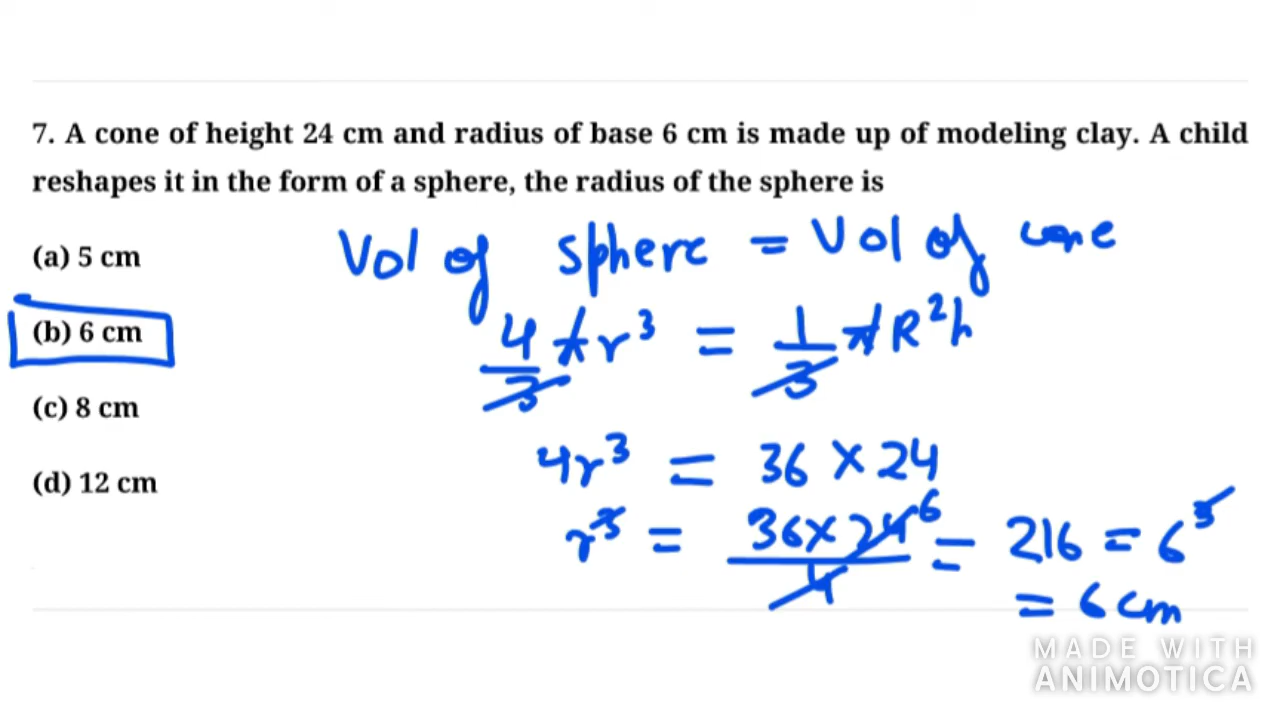 7. A cone of height 24 cm and radius of base 6 cm is made up of modeling clay. A child
reshapes it in the form of a sphere, the radius of the sphere is
(a) 5 cm
(b) 6 cm
(c) 8 cm
(d) 12 cm
Vol of sphere = Vol of cone
4/3 πr³ = 1/3 πR²h
4r³ = 36 × 24
r³ = 36 × 24 6 / 4 = 216 = 6³
= 6 cm
MADE WITH
ANIMOTICA